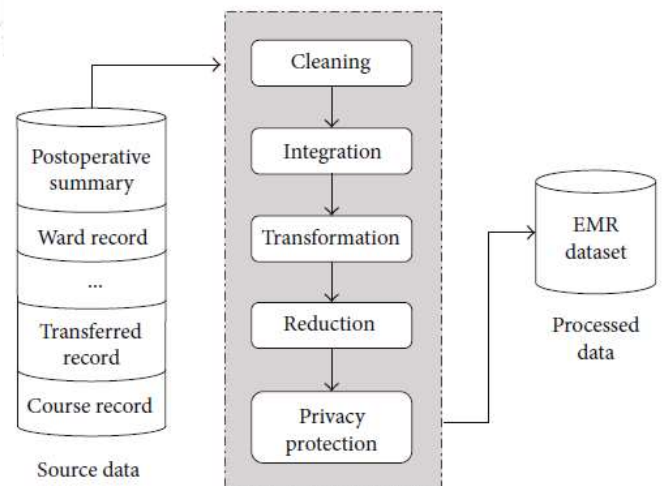 Postoperative
summary
Ward record
...
Transferred
record
Course record
Source data
Cleaning
Integration
Transformation
Reduction
Privacy
protection
EMR
dataset
Processed
data